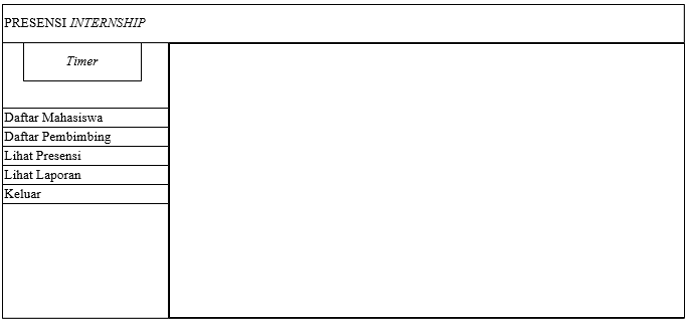 PRESENSI INTERNSHIP
Timer
Daftar Mahasiswa
Daftar Pembimbing
Lihat Presensi
Lihat Laporan
Keluar